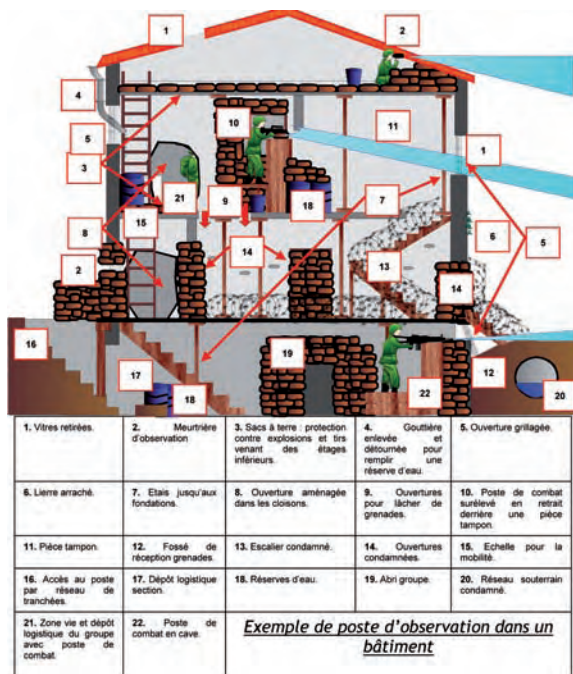 1
2
4
10
11
5
1
3
21
9
18
7
15
8
14
6
5
13
2
14
16
19
12
17
18
22
20
1. Vitres retirées.
2. Meurtrière d'observation
3. Sacs à terre : protection contre explosions et tirs venant des étages inférieurs.
4. Gouttière enlevée et détournée pour remplir une réserve d'eau.
5. Ouverture grillagée.
6. Lierre arraché.
7. Etais jusqu'aux fondations.
8. Ouverture aménagée dans les cloisons.
9. Ouvertures pour lâcher de grenades.
10. Poste de combat surélevé en retrait derrière une pièce tampon.
11. Pièce tampon.
12. Fossé de réception grenades.
13. Escalier condamné.
14. Ouvertures condamnées.
15. Echelle pour la mobilité.
16. Accès au poste par réseau de tranchées.
17. Dépôt logistique section.
18. Réserves d'eau.
19. Abri groupe.
20. Réseau souterrain condamné.
21. Zone vie et dépôt logistique du groupe avec poste de combat.
22. Poste de combat en cave.
Exemple de poste d'observation dans un
bâtiment